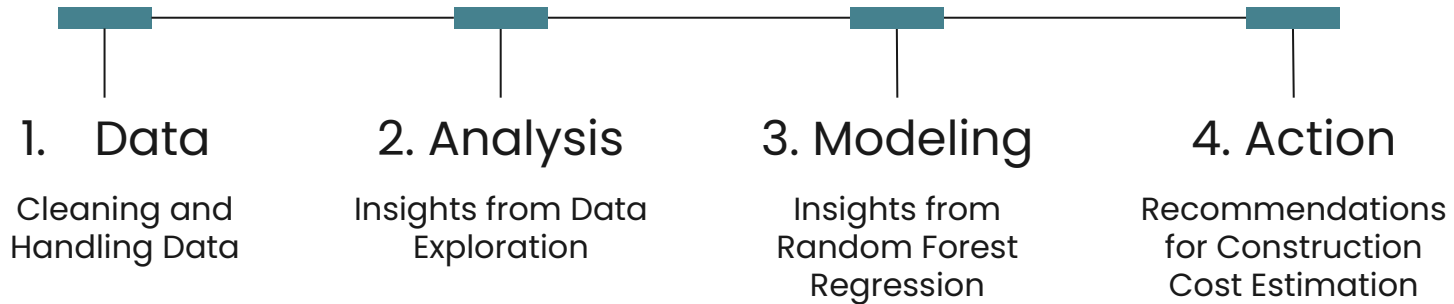 1. Data
Cleaning and
Handling Data
2. Analysis
Insights from Data
Exploration
3. Modeling
Insights from
Random Forest
Regression
4. Action
Recommendations
for Construction
Cost Estimation